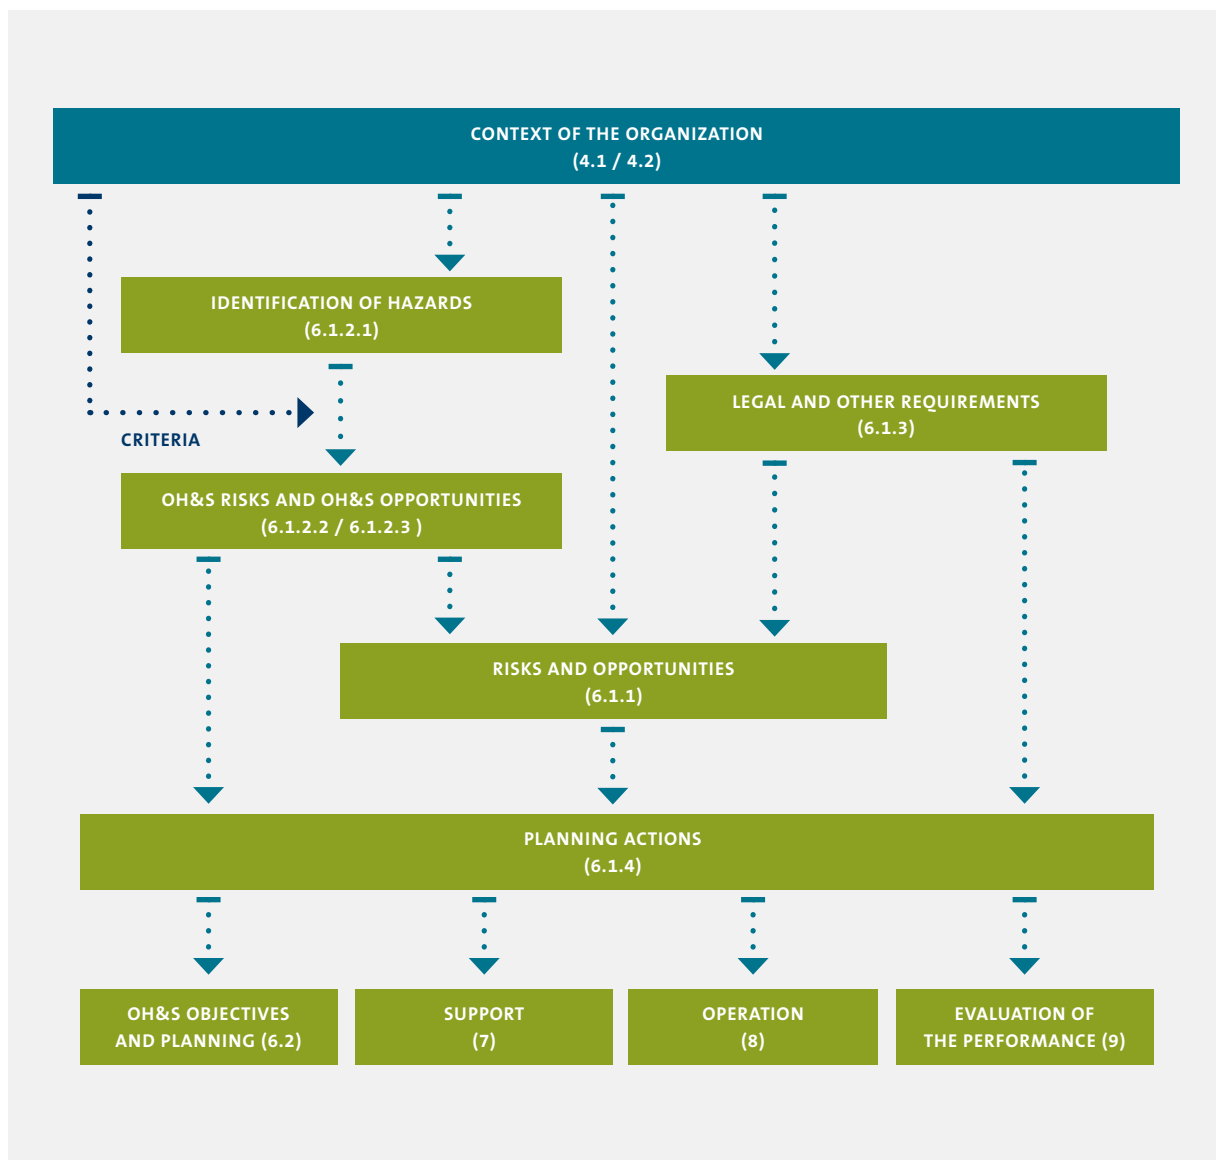 CONTEXT OF THE ORGANIZATION
(4.1 / 4.2)
IDENTIFICATION OF HAZARDS
(6.1.2.1)
LEGAL AND OTHER REQUIREMENTS
(6.1.3)
CRITERIA
OH&S RISKS AND OH&S OPPORTUNITIES
(6.1.2.2 / 6.1.2.3 )
RISKS AND OPPORTUNITIES
(6.1.1)
PLANNING ACTIONS
(6.1.4)
OH&S OBJECTIVES
AND PLANNING (6.2)
SUPPORT
(7)
OPERATION
(8)
EVALUATION OF
THE PERFORMANCE (9)